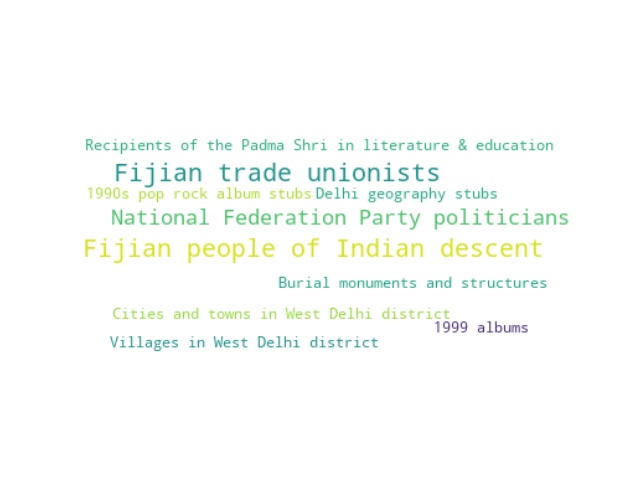 Recipients of the Padma Shri in literature & education
Fijian trade unionists
1990s pop rock album stubs
Delhi geography stubs
National Federation Party politicians
Fijian people of Indian descent
Burial monuments and structures
Cities and towns in West Delhi district
1999 albums
Villages in West Delhi district